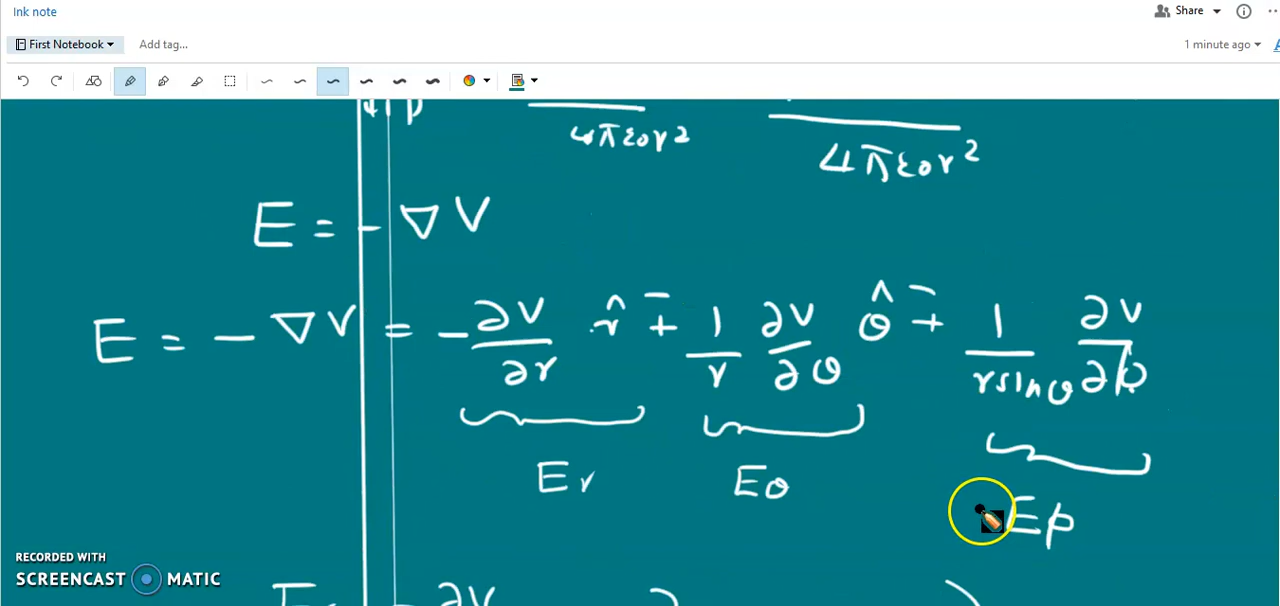 Ink note
Share
First Notebook Add tag... 1 minute ago
4πε0r² 4πε0r²
E = - ∇V
E = - ∇V = - ∂V/∂r r̂ ∓ 1/r ∂V/∂θ θ̂ ∓ 1/(r sinθ) ∂V/∂ϕ
Er Eθ Eϕ
RECORDED WITH
SCREENCAST MATIC
∂V